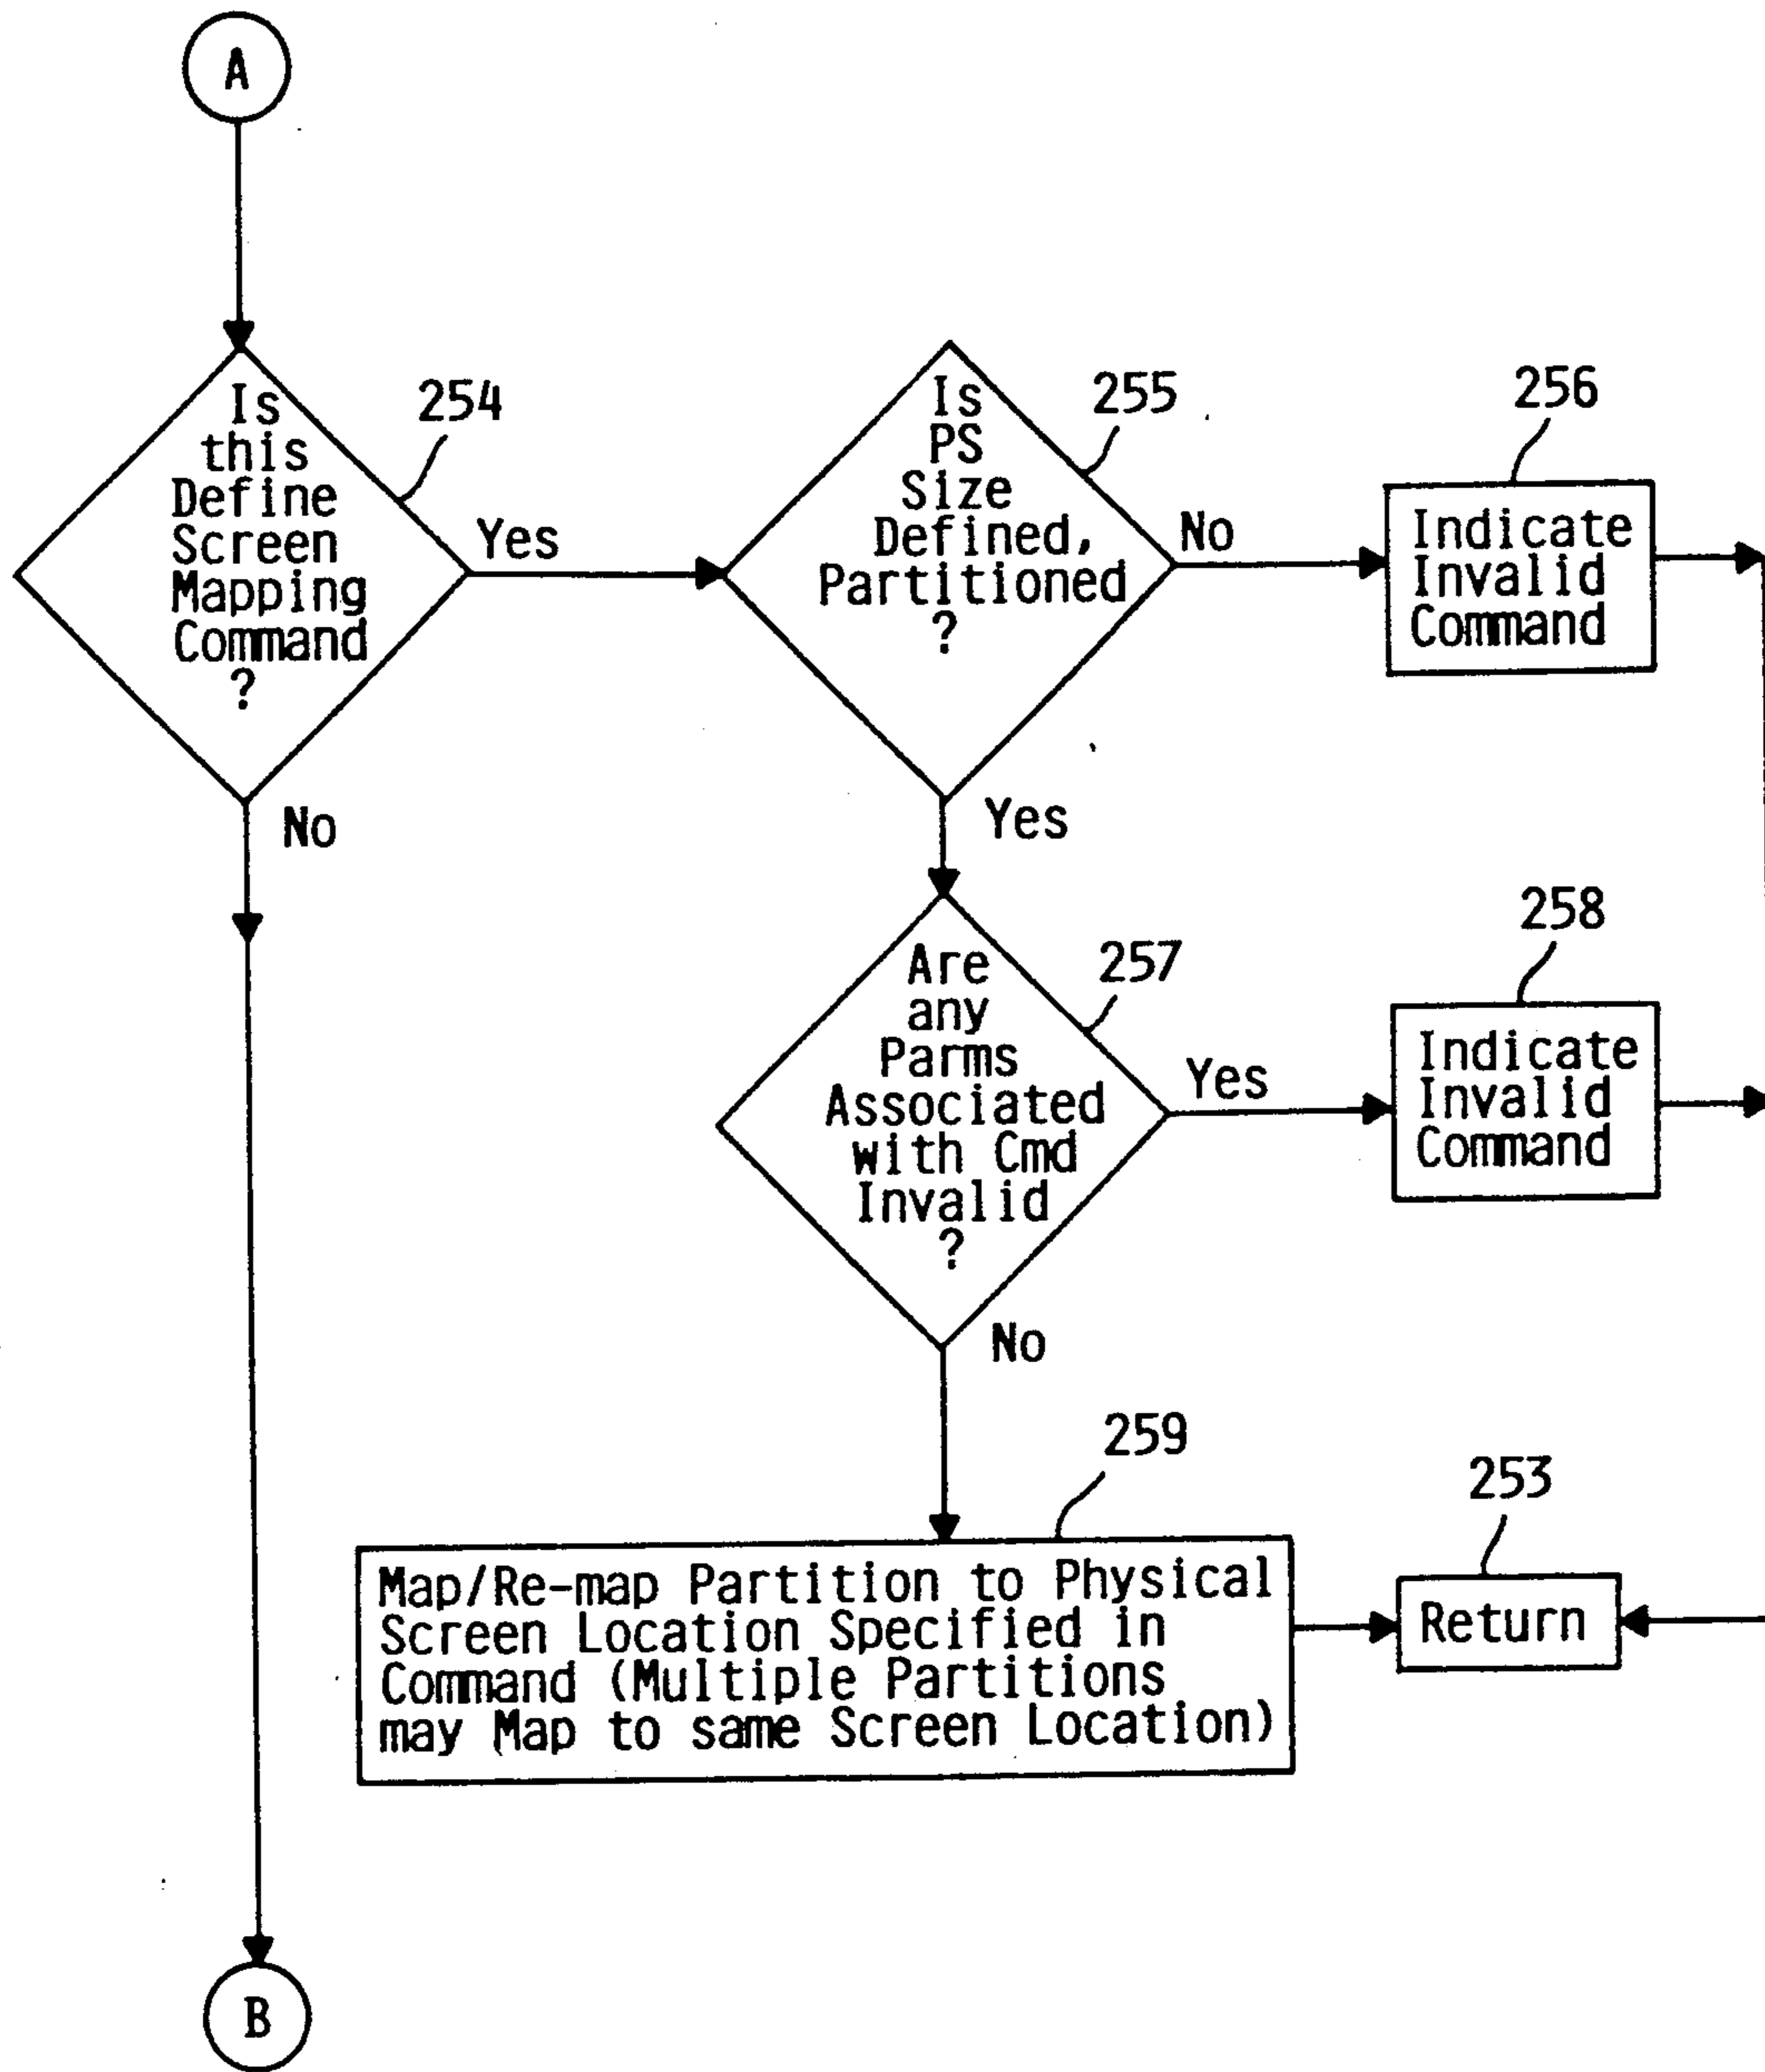 A
Is
this
Define
Screen
Mapping
Command
?
254
Yes
No
Is
PS
Size
Defined,
Partitioned
?
255
No
Yes
256
Indicate
Invalid
Command
Are
any
Parms
Associated
with Cmd
Invalid
?
257
Yes
No
258
Indicate
Invalid
Command
259
Map/Re-map Partition to Physical
Screen Location Specified in
Command (Multiple Partitions
may Map to same Screen Location)
253
Return
B